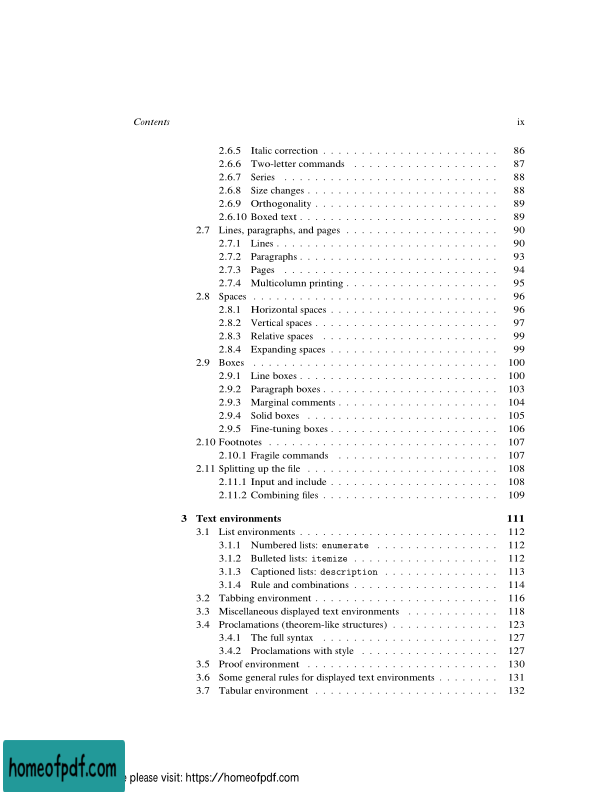 Contents ix
2.6.5 Italic correction . . . . . . . . . . . . . . . . . . . . . . . 86
2.6.6 Two-letter commands . . . . . . . . . . . . . . . . . . . 87
2.6.7 Series . . . . . . . . . . . . . . . . . . . . . . . . . . . . 88
2.6.8 Size changes . . . . . . . . . . . . . . . . . . . . . . . . . 88
2.6.9 Orthogonality . . . . . . . . . . . . . . . . . . . . . . . . 89
2.6.10 Boxed text . . . . . . . . . . . . . . . . . . . . . . . . . . 89
2.7 Lines, paragraphs, and pages . . . . . . . . . . . . . . . . . . . . 90
2.7.1 Lines . . . . . . . . . . . . . . . . . . . . . . . . . . . . . 90
2.7.2 Paragraphs . . . . . . . . . . . . . . . . . . . . . . . . . . 93
2.7.3 Pages . . . . . . . . . . . . . . . . . . . . . . . . . . . . 94
2.7.4 Multicolumn printing . . . . . . . . . . . . . . . . . . . . 95
2.8 Spaces . . . . . . . . . . . . . . . . . . . . . . . . . . . . . . . . 96
2.8.1 Horizontal spaces . . . . . . . . . . . . . . . . . . . . . . 96
2.8.2 Vertical spaces . . . . . . . . . . . . . . . . . . . . . . . . 97
2.8.3 Relative spaces . . . . . . . . . . . . . . . . . . . . . . . 99
2.8.4 Expanding spaces . . . . . . . . . . . . . . . . . . . . . . 99
2.9 Boxes . . . . . . . . . . . . . . . . . . . . . . . . . . . . . . . . 100
2.9.1 Line boxes . . . . . . . . . . . . . . . . . . . . . . . . . . 100
2.9.2 Paragraph boxes . . . . . . . . . . . . . . . . . . . . . . . 103
2.9.3 Marginal comments . . . . . . . . . . . . . . . . . . . . . 104
2.9.4 Solid boxes . . . . . . . . . . . . . . . . . . . . . . . . . 105
2.9.5 Fine-tuning boxes . . . . . . . . . . . . . . . . . . . . . . 106
2.10 Footnotes . . . . . . . . . . . . . . . . . . . . . . . . . . . . . . 107
2.10.1 Fragile commands . . . . . . . . . . . . . . . . . . . . . 107
2.11 Splitting up the file . . . . . . . . . . . . . . . . . . . . . . . . . 108
2.11.1 Input and include . . . . . . . . . . . . . . . . . . . . . . 108
2.11.2 Combining files . . . . . . . . . . . . . . . . . . . . . . . 109
3 Text environments 111
3.1 List environments . . . . . . . . . . . . . . . . . . . . . . . . . . 112
3.1.1 Numbered lists: enumerate . . . . . . . . . . . . . . . . 112
3.1.2 Bulleted lists: itemize . . . . . . . . . . . . . . . . . . . 112
3.1.3 Captioned lists: description . . . . . . . . . . . . . . . 113
3.1.4 Rule and combinations . . . . . . . . . . . . . . . . . . . 114
3.2 Tabbing environment . . . . . . . . . . . . . . . . . . . . . . . . 116
3.3 Miscellaneous displayed text environments . . . . . . . . . . . . 118
3.4 Proclamations (theorem-like structures) . . . . . . . . . . . . . . 123
3.4.1 The full syntax . . . . . . . . . . . . . . . . . . . . . . . 127
3.4.2 Proclamations with style . . . . . . . . . . . . . . . . . . 127
3.5 Proof environment . . . . . . . . . . . . . . . . . . . . . . . . . 130
3.6 Some general rules for displayed text environments . . . . . . . . 131
3.7 Tabular environment . . . . . . . . . . . . . . . . . . . . . . . . 132
homeofpdf.com please visit: https://homeofpdf.com